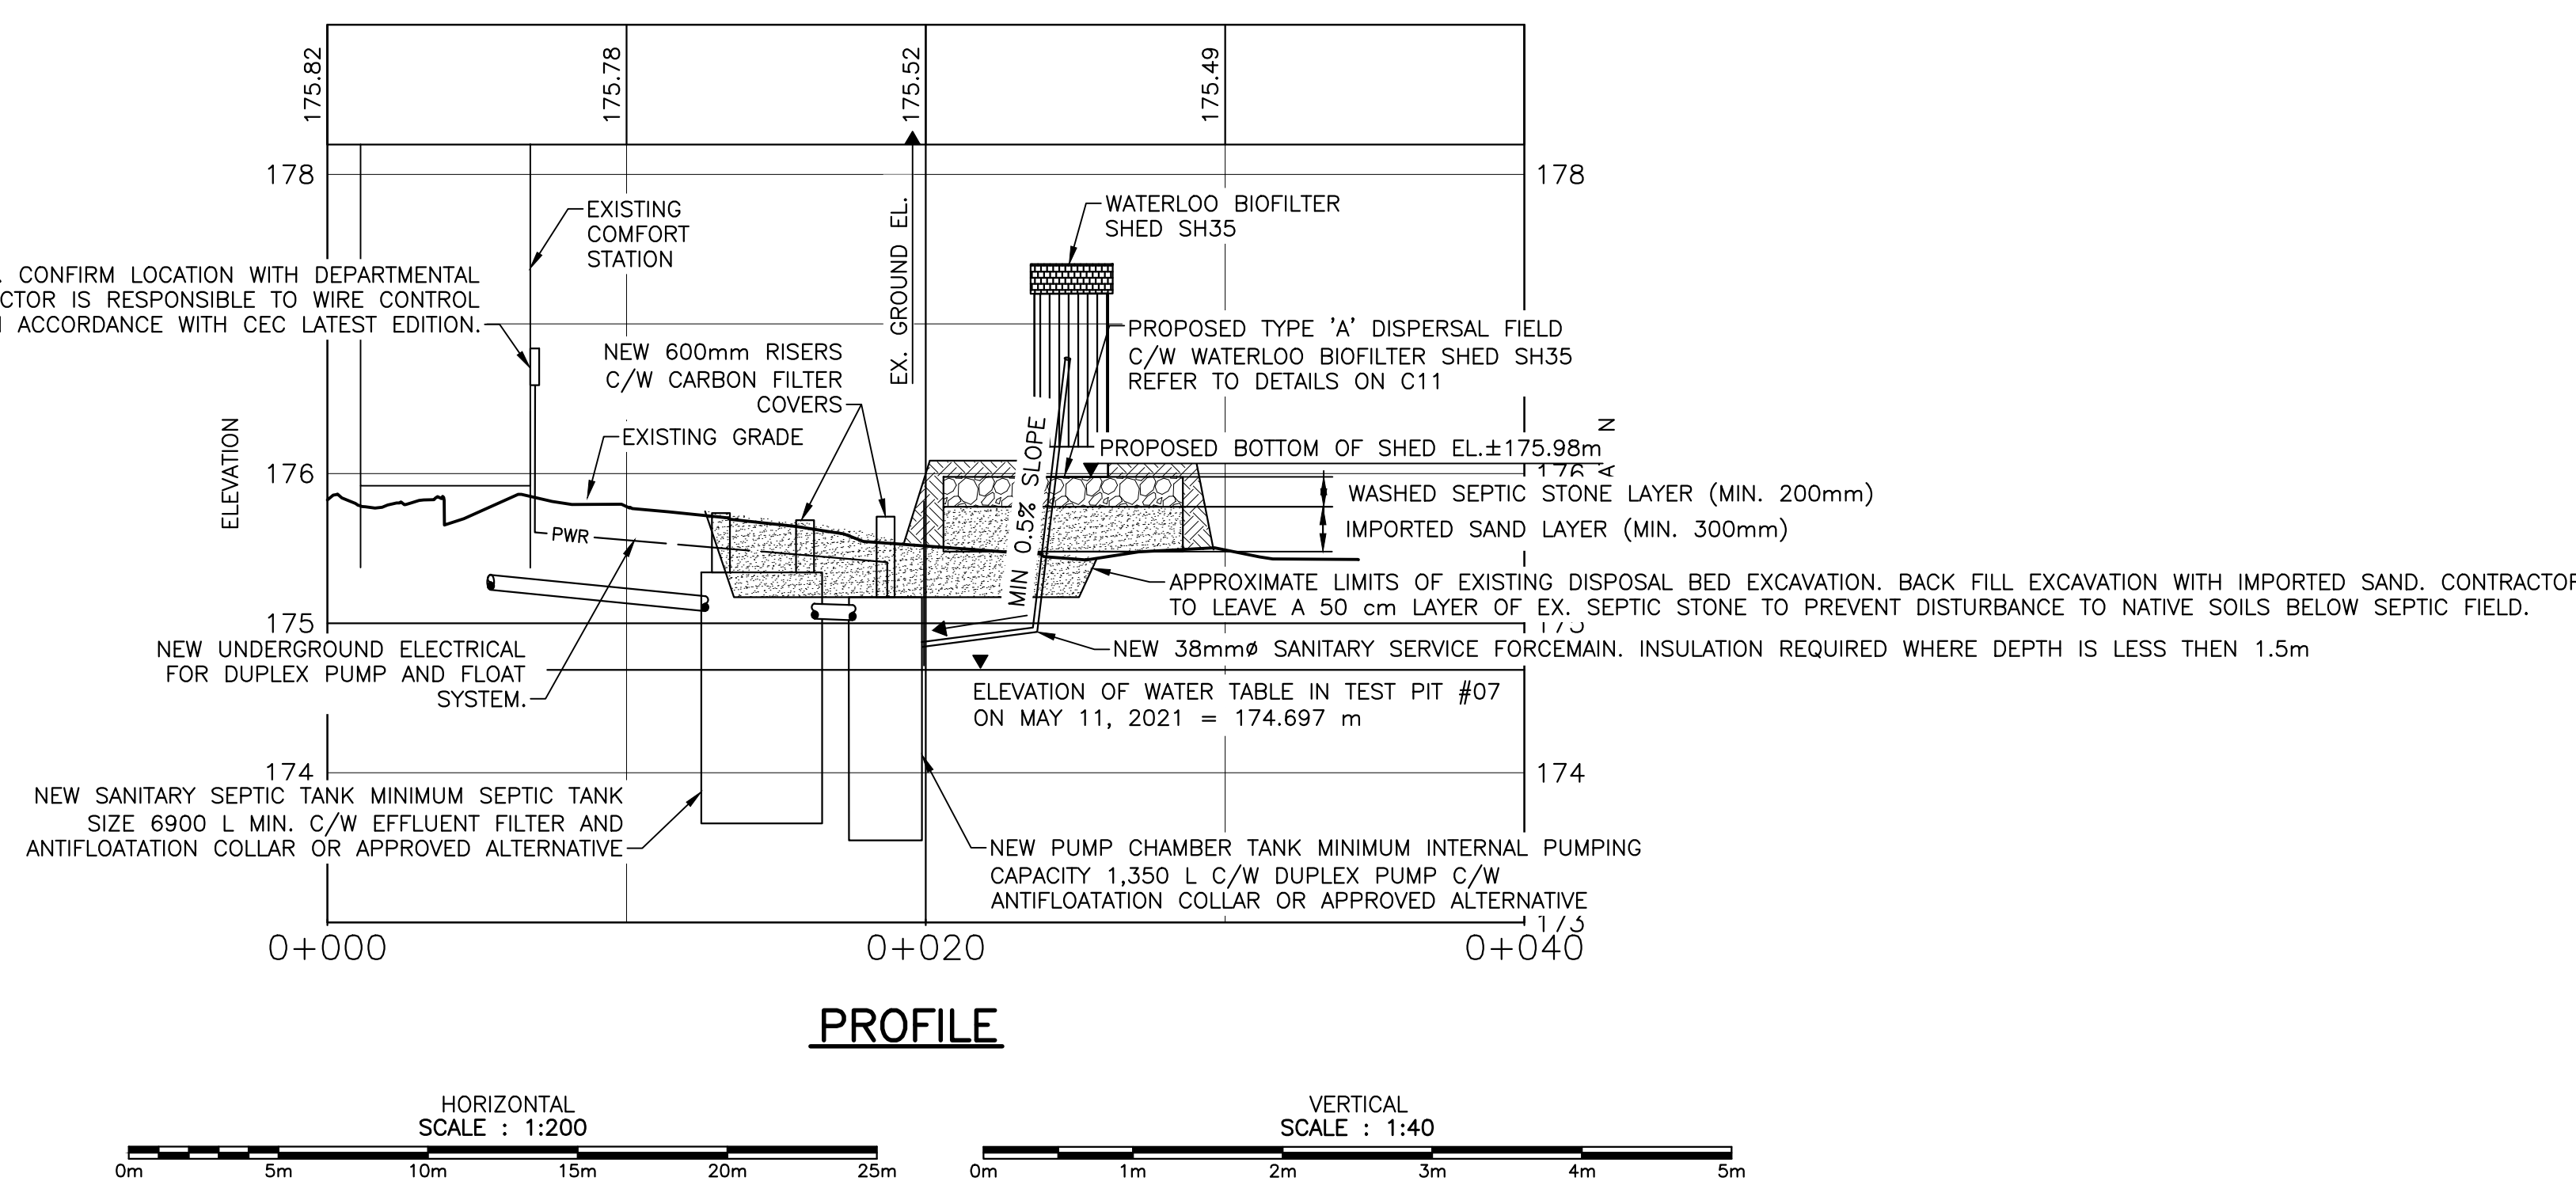 175.82
175.78
175.52
175.49
178
178
EX. GROUND EL.
EXISTING
COMFORT
STATION
WATERLOO BIOFILTER
SHED SH35
. CONFIRM LOCATION WITH DEPARTMENTAL
CTOR IS RESPONSIBLE TO WIRE CONTROL
ACCORDANCE WITH CEC LATEST EDITION.
NEW 600mm RISERS
C/W CARBON FILTER
COVERS
PROPOSED TYPE 'A' DISPERSAL FIELD
C/W WATERLOO BIOFILTER SHED SH35
REFER TO DETAILS ON C11
ELEVATION
EXISTING GRADE
PROPOSED BOTTOM OF SHED EL.±175.98m
176
176
MIN 0.5% SLOPE
WASHED SEPTIC STONE LAYER (MIN. 200mm)
IMPORTED SAND LAYER (MIN. 300mm)
PWR
APPROXIMATE LIMITS OF EXISTING DISPOSAL BED EXCAVATION. BACK FILL EXCAVATION WITH IMPORTED SAND. CONTRACTOR
TO LEAVE A 50 cm LAYER OF EX. SEPTIC STONE TO PREVENT DISTURBANCE TO NATIVE SOILS BELOW SEPTIC FIELD.
175
175
NEW UNDERGROUND ELECTRICAL
FOR DUPLEX PUMP AND FLOAT
SYSTEM.
NEW 38mmø SANITARY SERVICE FORCEMAIN. INSULATION REQUIRED WHERE DEPTH IS LESS THEN 1.5m
ELEVATION OF WATER TABLE IN TEST PIT #07
ON MAY 11, 2021 = 174.697 m
174
174
NEW SANITARY SEPTIC TANK MINIMUM SEPTIC TANK
SIZE 6900 L MIN. C/W EFFLUENT FILTER AND
ANTIFLOATATION COLLAR OR APPROVED ALTERNATIVE
NEW PUMP CHAMBER TANK MINIMUM INTERNAL PUMPING
CAPACITY 1,350 L C/W DUPLEX PUMP C/W
ANTIFLOATATION COLLAR OR APPROVED ALTERNATIVE
173
0+000
0+020
0+040
PROFILE
HORIZONTAL
SCALE : 1:200
0m 5m 10m 15m 20m 25m
VERTICAL
SCALE : 1:40
0m 1m 2m 3m 4m 5m